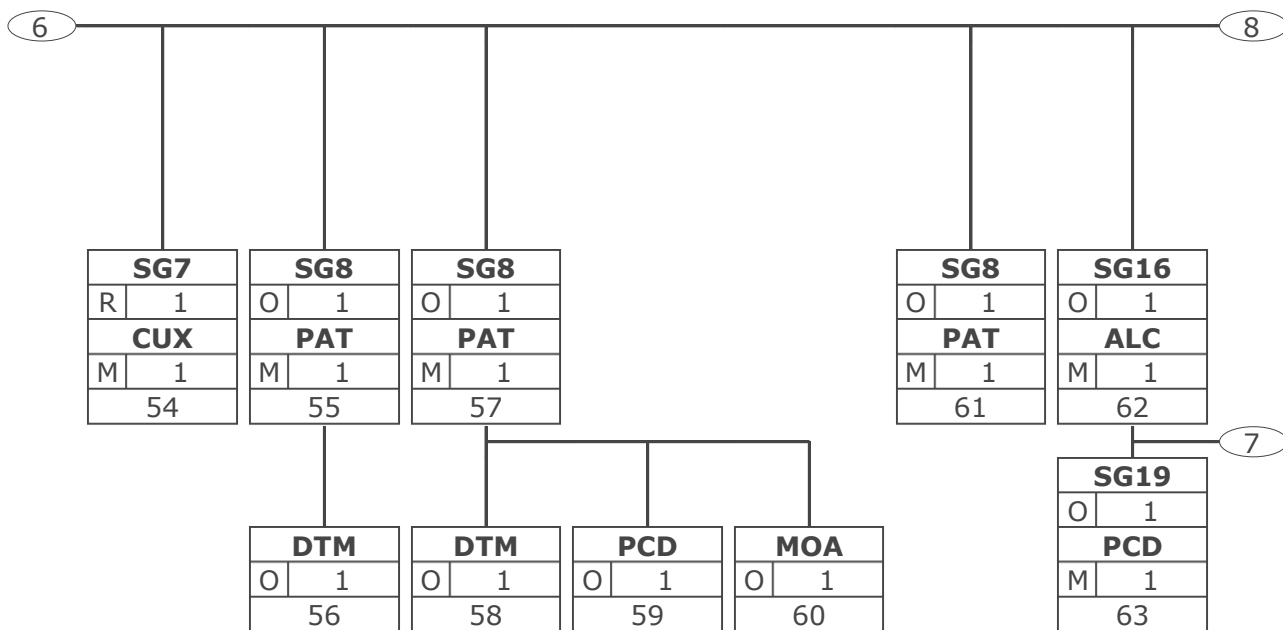 6 8
SG7 SG8 SG8 SG8 SG16
R 1 O 1 O 1 O 1 O 1
CUX PAT PAT PAT ALC
M 1 M 1 M 1 M 1 M 1
54 55 57 61 62
7
SG19
O 1
DTM DTM PCD MOA PCD
O 1 O 1 O 1 O 1 M 1
56 58 59 60 63